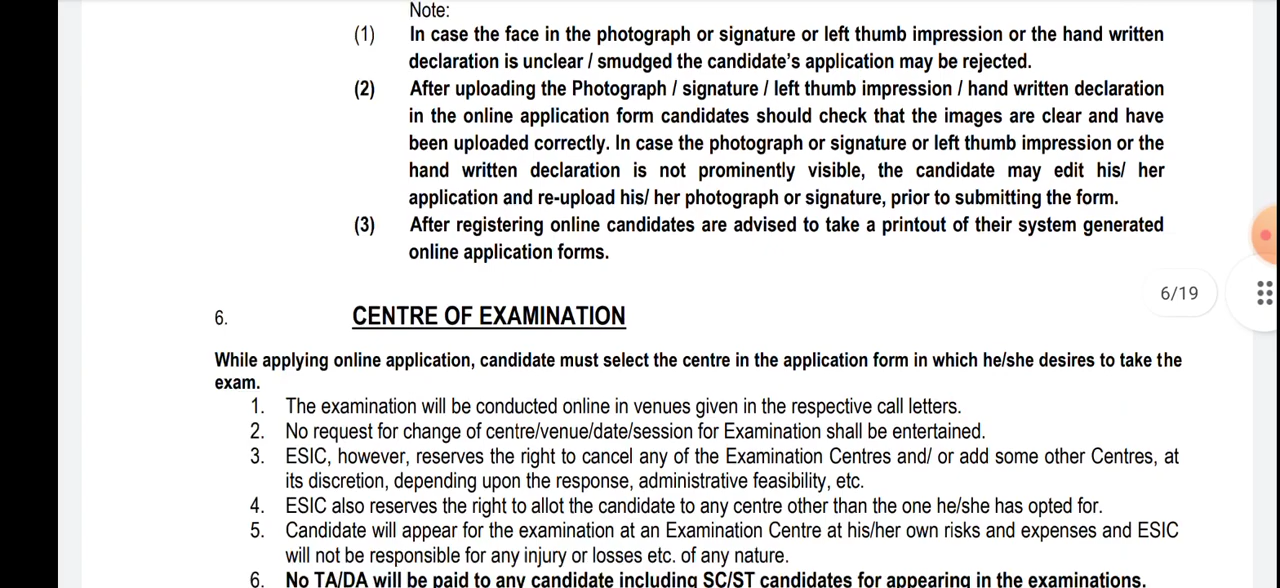 Note:
(1) In case the face in the photograph or signature or left thumb impression or the hand written
declaration is unclear / smudged the candidate's application may be rejected.
(2) After uploading the Photograph / signature / left thumb impression / hand written declaration
in the online application form candidates should check that the images are clear and have
been uploaded correctly. In case the photograph or signature or left thumb impression or the
hand written declaration is not prominently visible, the candidate may edit his/ her
application and re-upload his/ her photograph or signature, prior to submitting the form.
(3) After registering online candidates are advised to take a printout of their system generated
online application forms.
6/19
6. CENTRE OF EXAMINATION
While applying online application, candidate must select the centre in the application form in which he/she desires to take the
exam.
1. The examination will be conducted online in venues given in the respective call letters.
2. No request for change of centre/venue/date/session for Examination shall be entertained.
3. ESIC, however, reserves the right to cancel any of the Examination Centres and/ or add some other Centres, at
its discretion, depending upon the response, administrative feasibility, etc.
4. ESIC also reserves the right to allot the candidate to any centre other than the one he/she has opted for.
5. Candidate will appear for the examination at an Examination Centre at his/her own risks and expenses and ESIC
will not be responsible for any injury or losses etc. of any nature.
6. No TA/DA will be paid to any candidate including SC/ST candidates for appearing in the examinations.